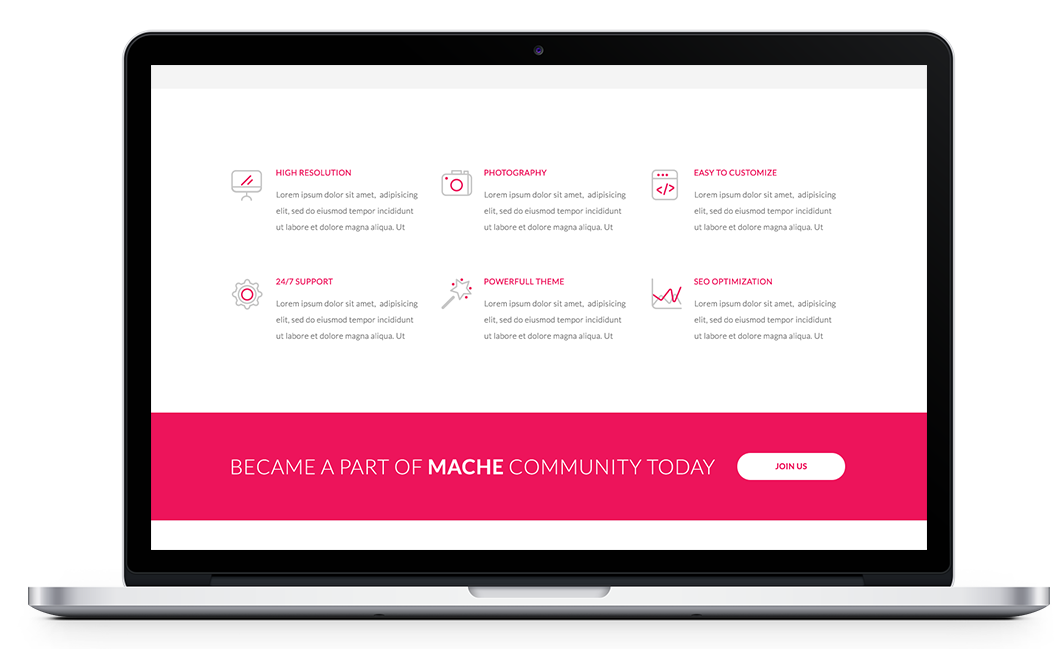 HIGH RESOLUTION
Lorem ipsum dolor sit amet, adipisicing
elit, sed do eiusmod tempor incididunt
ut labore et dolore magna aliqua. Ut
PHOTOGRAPHY
Lorem ipsum dolor sit amet, adipisicing
elit, sed do eiusmod tempor incididunt
ut labore et dolore magna aliqua. Ut
EASY TO CUSTOMIZE
Lorem ipsum dolor sit amet, adipisicing
elit, sed do eiusmod tempor incididunt
ut labore et dolore magna aliqua. Ut
24/7 SUPPORT
Lorem ipsum dolor sit amet, adipisicing
elit, sed do eiusmod tempor incididunt
ut labore et dolore magna aliqua. Ut
POWERFULL THEME
Lorem ipsum dolor sit amet, adipisicing
elit, sed do eiusmod tempor incididunt
ut labore et dolore magna aliqua. Ut
SEO OPTIMIZATION
Lorem ipsum dolor sit amet, adipisicing
elit, sed do eiusmod tempor incididunt
ut labore et dolore magna aliqua. Ut
BECAME A PART OF MACHE COMMUNITY TODAY
JOIN US